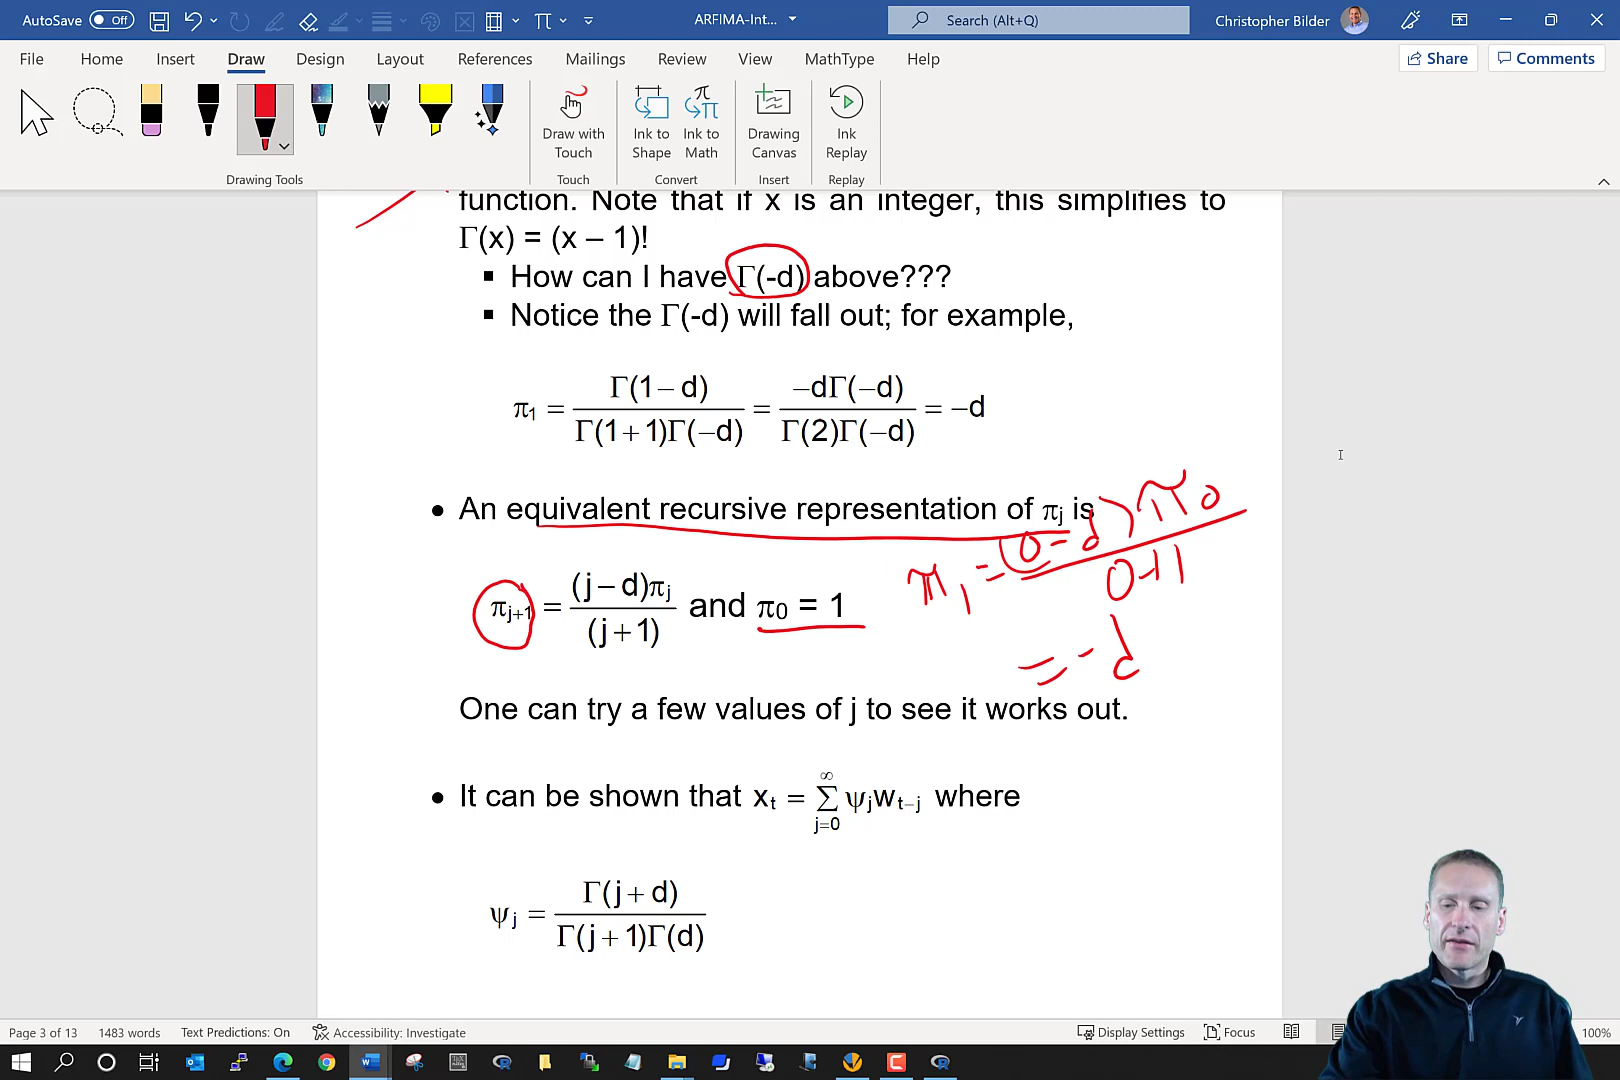 AutoSave Off ARFIMA-Int... Search (Alt+Q) Christopher Bilder
File Home Insert Draw Design Layout References Mailings Review View MathType Help Share Comments
Draw with Touch Ink to Shape Ink to Math Drawing Canvas Ink Replay
Drawing Tools Touch Convert Insert Replay
function. Note that if x is an integer, this simplifies to
Γ(x) = (x – 1)!
▪ How can I have Γ(-d) above???
▪ Notice the Γ(-d) will fall out; for example,
π₁ = Γ(1−d) / Γ(1+1)Γ(−d) = −dΓ(−d) / Γ(2)Γ(−d) = −d
• An equivalent recursive representation of πj is
π₁ = (0−d)π₀ / 0+1
= -d
πj+1 = (j−d)πj / (j+1) and π₀ = 1
One can try a few values of j to see it works out.
• It can be shown that xt = ∑ j=0 ∞ ψjwt−j where
ψj = Γ(j+d) / Γ(j+1)Γ(d)
Page 3 of 13 1483 words Text Predictions: On Accessibility: Investigate Display Settings Focus 100%